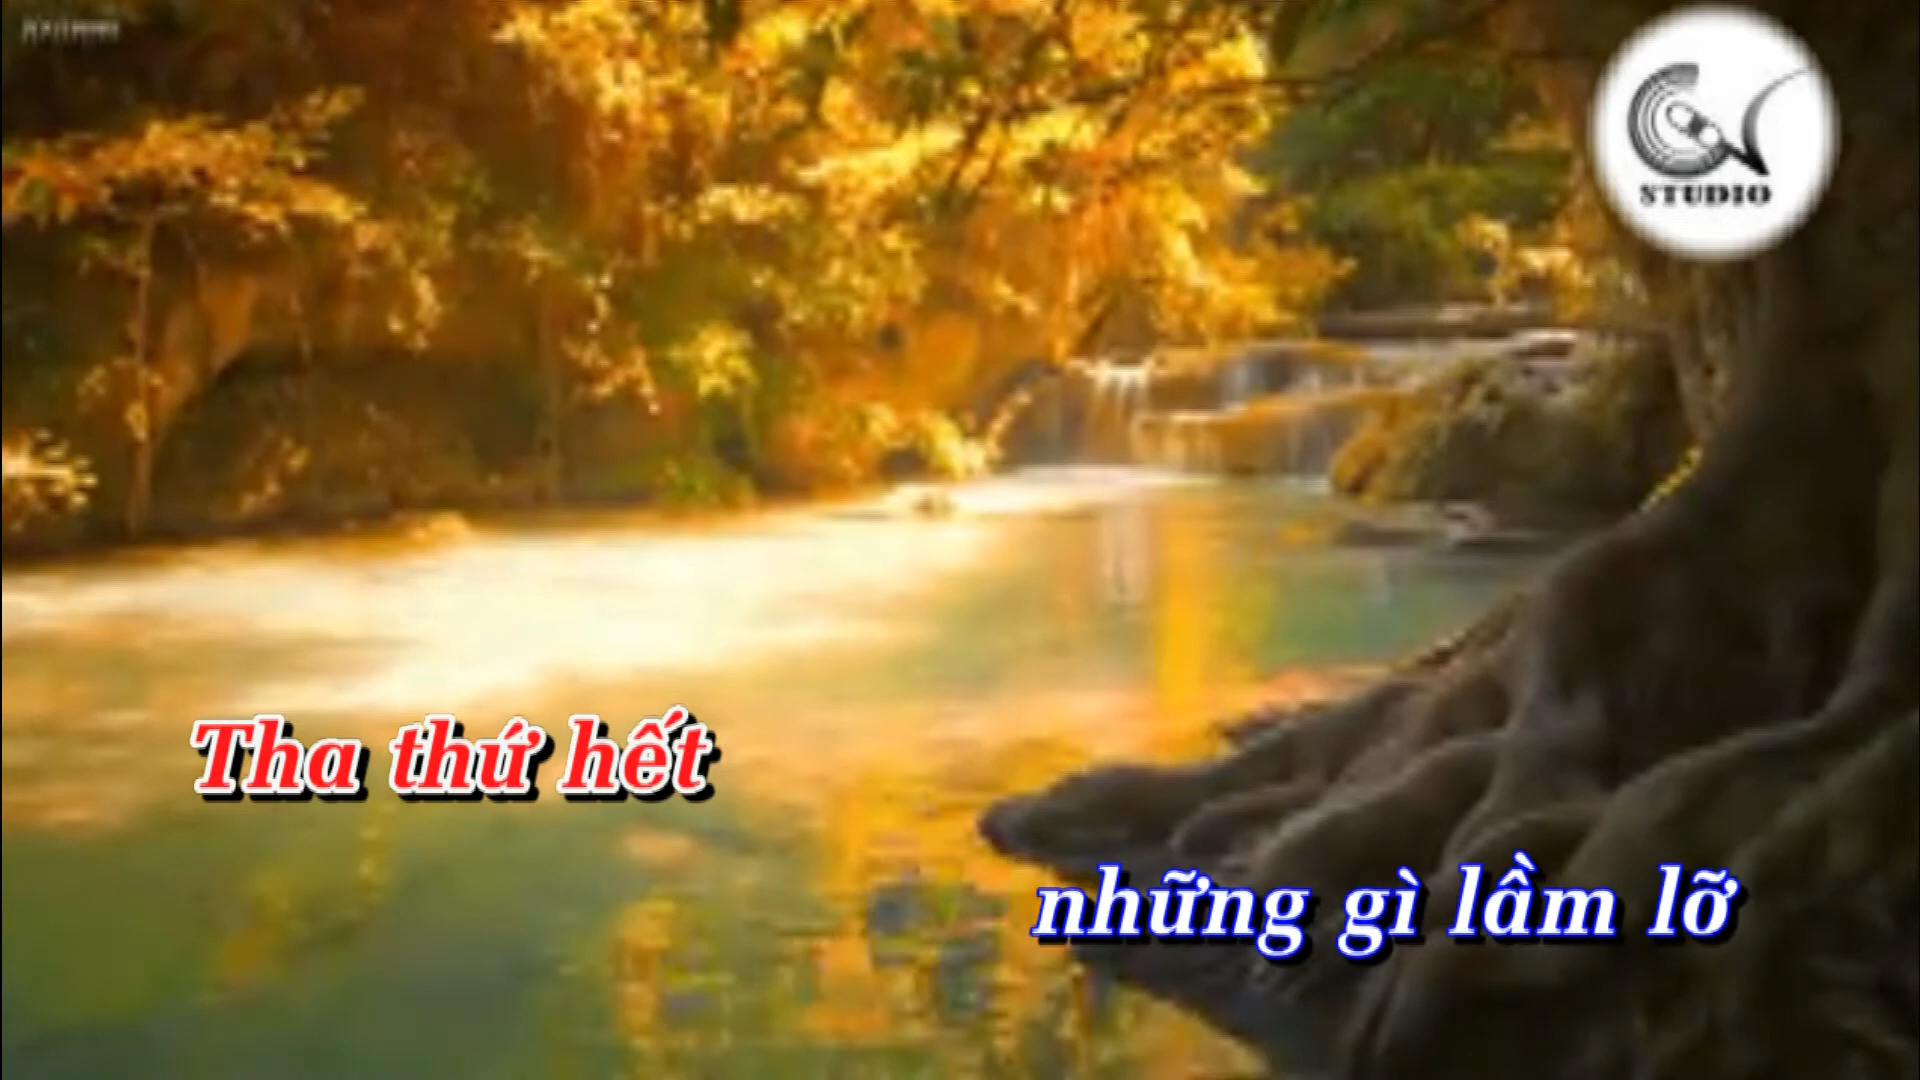 STUDIO
Tha thứ hết
những gì lầm lỡ